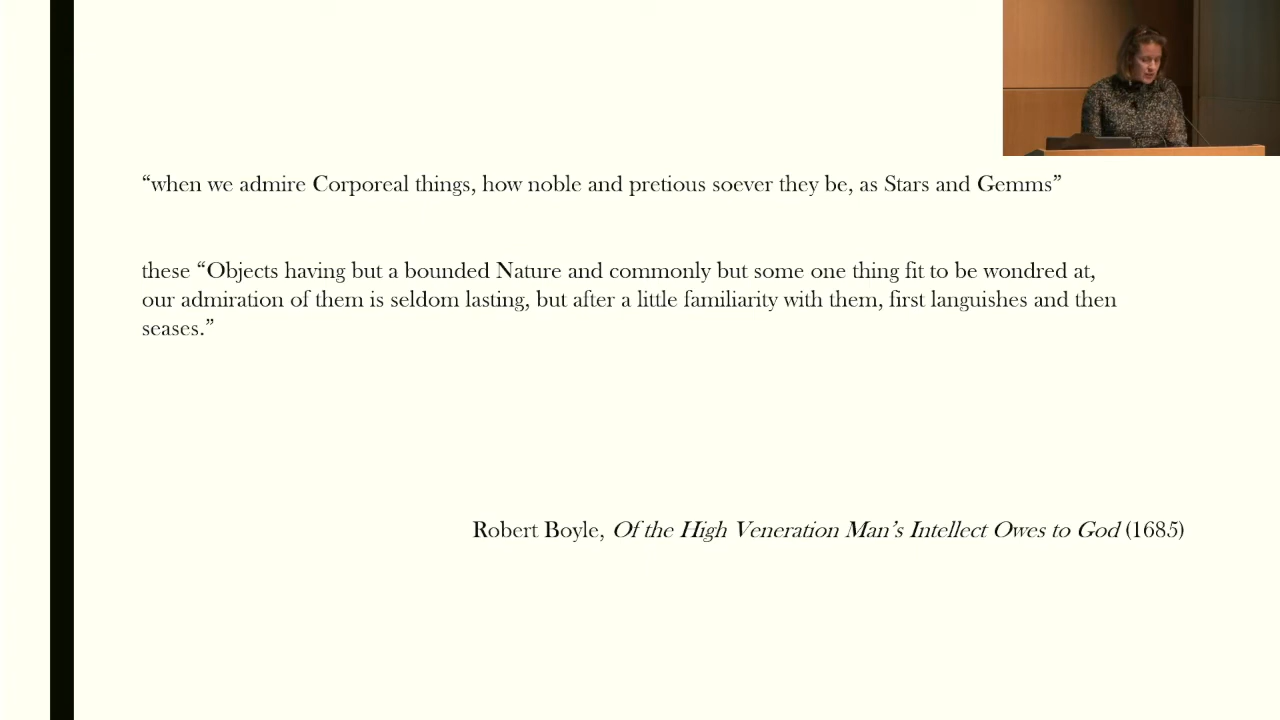 “when we admire Corporeal things, how noble and pretious soever they be, as Stars and Gemms”
these “Objects having but a bounded Nature and commonly but some one thing fit to be wondred at,
our admiration of them is seldom lasting, but after a little familiarity with them, first languishes and then
seases.”
Robert Boyle, Of the High Veneration Man’s Intellect Owes to God (1685)